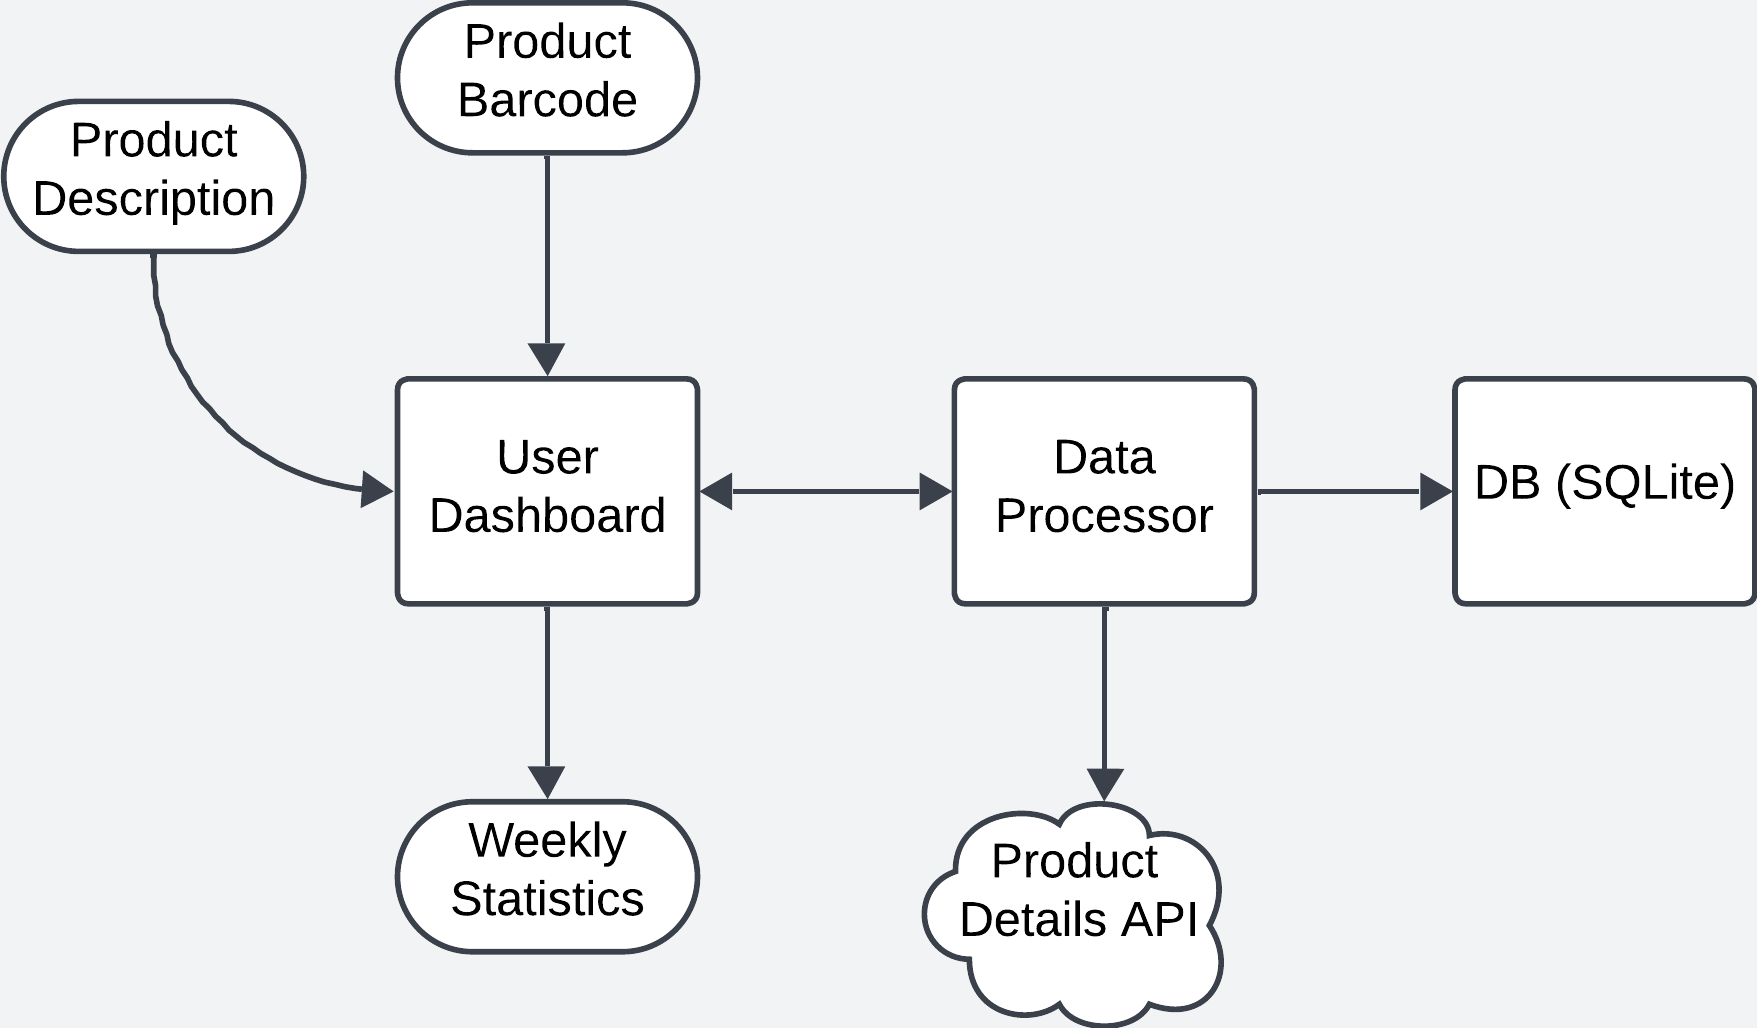 Product
Barcode
Product
Description
User
Dashboard
Data
Processor
DB (SQLite)
Weekly
Statistics
Product
Details API